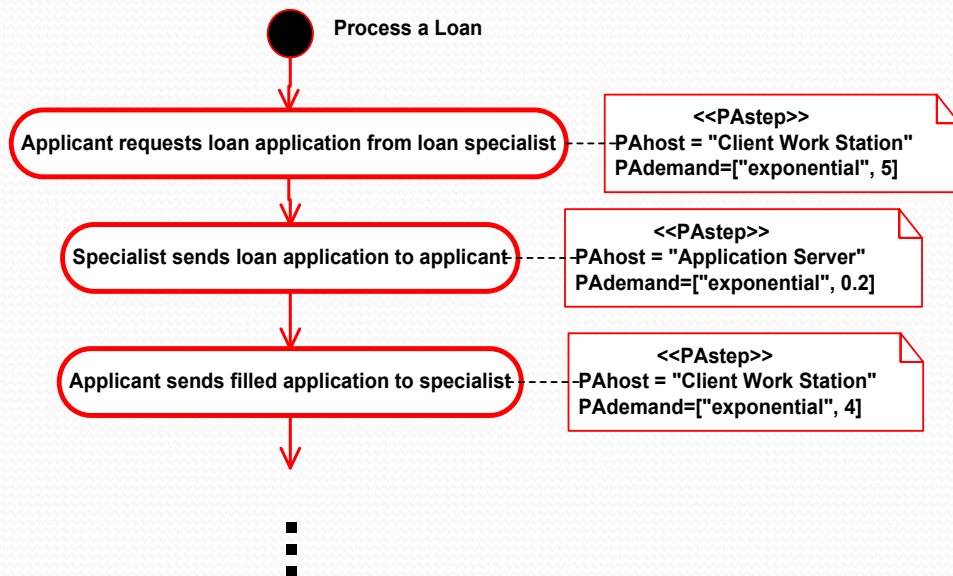 Process a Loan
Applicant requests loan application from loan specialist
<<PAstep>>
PAhost = "Client Work Station"
PAdemand=["exponential", 5]
Specialist sends loan application to applicant
<<PAstep>>
PAhost = "Application Server"
PAdemand=["exponential", 0.2]
Applicant sends filled application to specialist
<<PAstep>>
PAhost = "Client Work Station"
PAdemand=["exponential", 4]